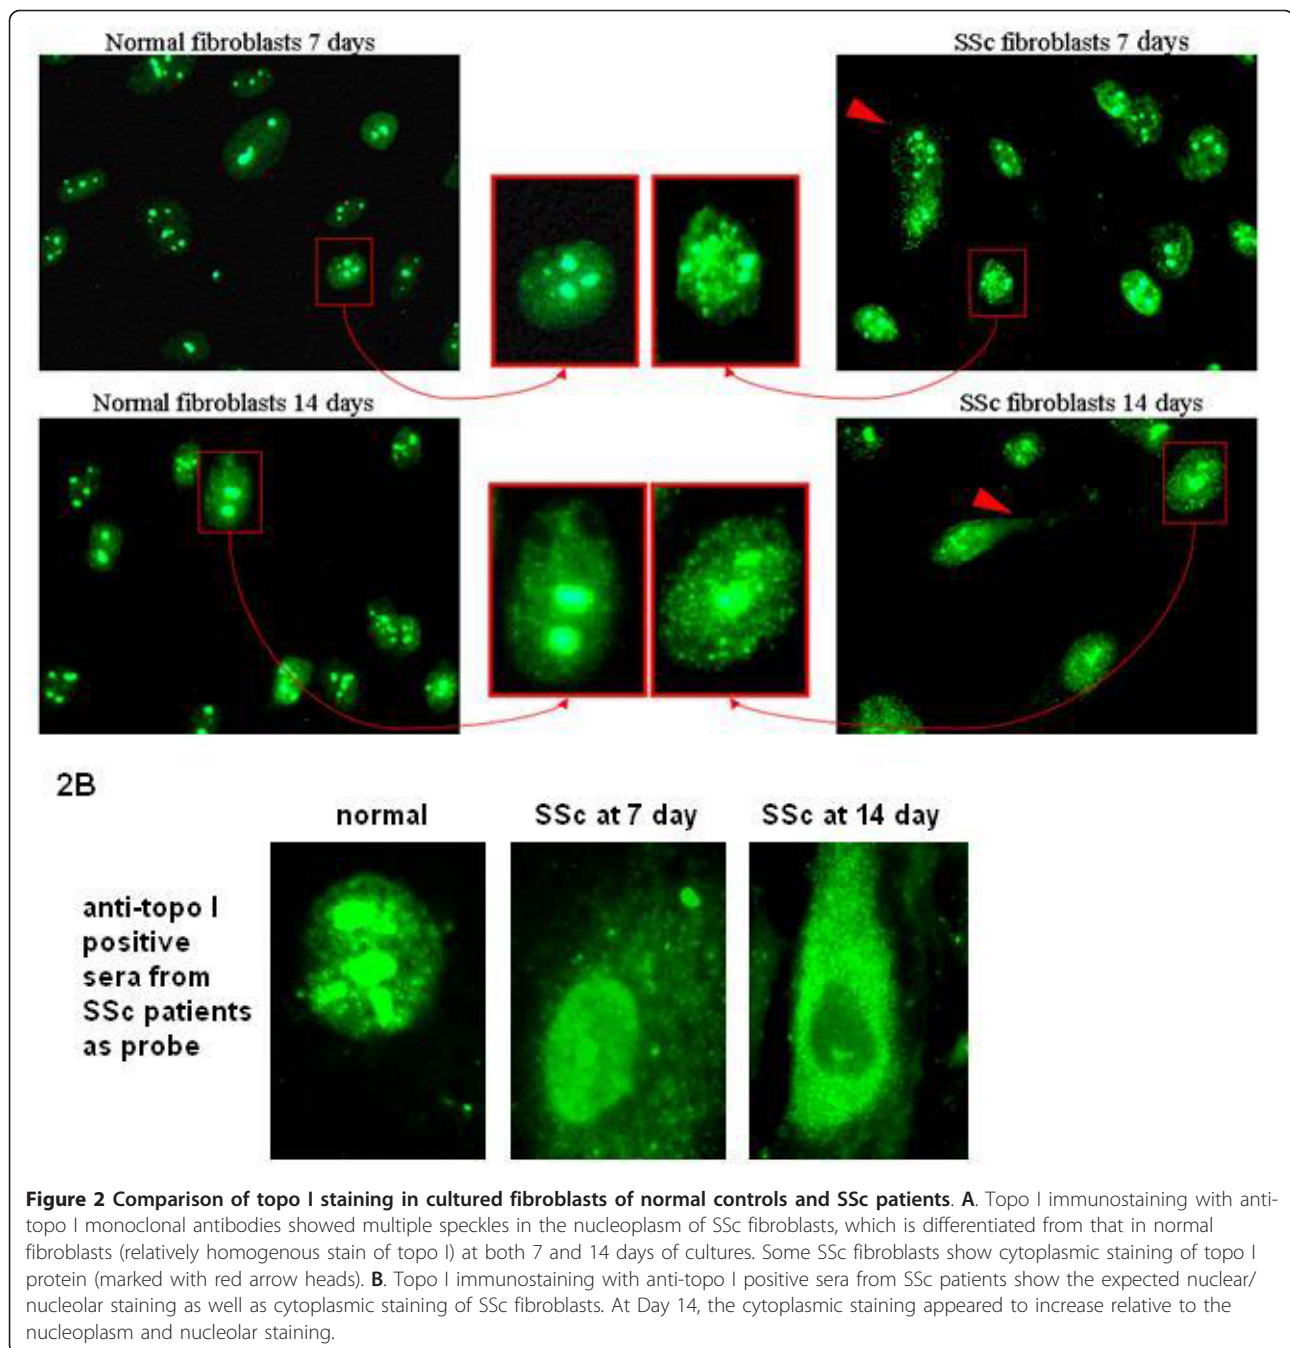 Normal fibroblasts 7 days
SSc fibroblasts 7 days
Normal fibroblasts 14 days
SSc fibroblasts 14 days
2B
normal
SSc at 7 day
SSc at 14 day
anti-topo I
positive
sera from
SSc patients
as probe
Figure 2 Comparison of topo I staining in cultured fibroblasts of normal controls and SSc patients. A. Topo I immunostaining with anti-
topo I monoclonal antibodies showed multiple speckles in the nucleoplasm of SSc fibroblasts, which is differentiated from that in normal
fibroblasts (relatively homogenous stain of topo I) at both 7 and 14 days of cultures. Some SSc fibroblasts show cytoplasmic staining of topo I
protein (marked with red arrow heads). B. Topo I immunostaining with anti-topo I positive sera from SSc patients show the expected nuclear/
nucleolar staining as well as cytoplasmic staining of SSc fibroblasts. At Day 14, the cytoplasmic staining appeared to increase relative to the
nucleoplasm and nucleolar staining.